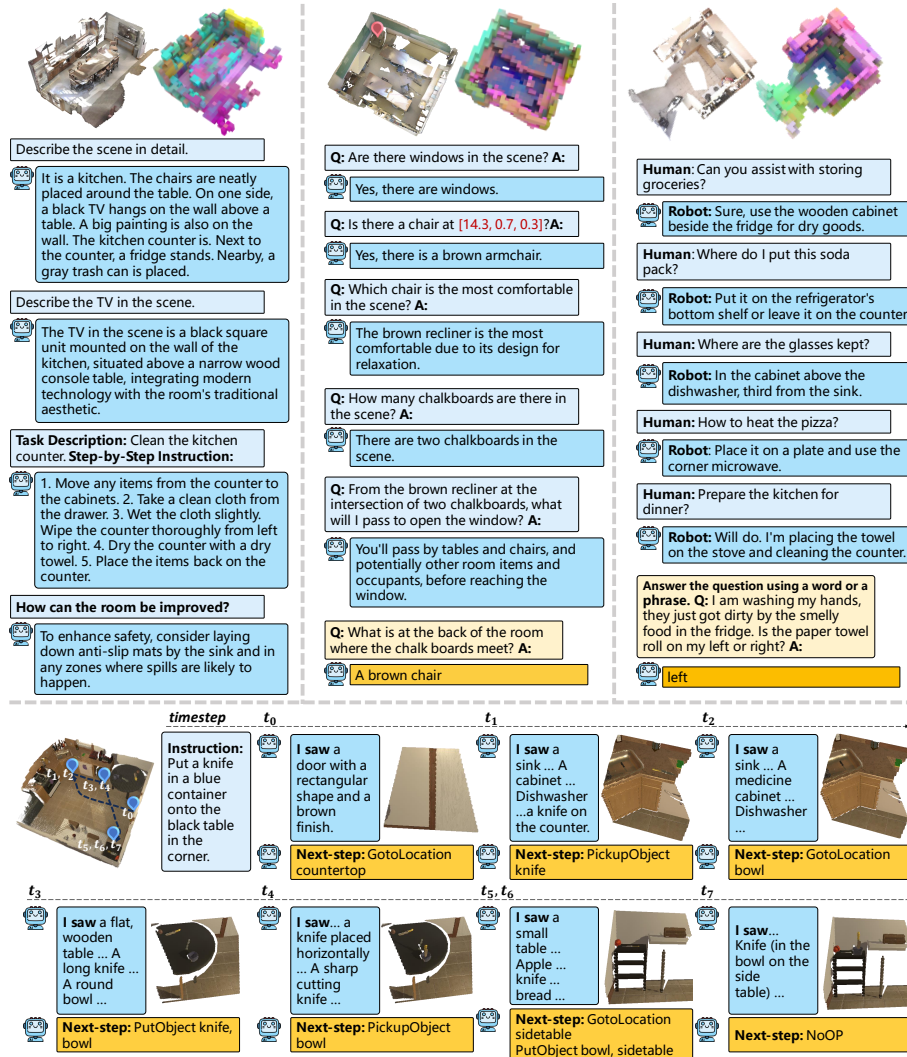 Describe the scene in detail.
It is a kitchen. The chairs are neatly
placed around the table. On one side,
a black TV hangs on the wall above a
table. A big painting is also on the
wall. The kitchen counter is. Next to
the counter, a fridge stands. Nearby, a
gray trash can is placed.
Describe the TV in the scene.
The TV in the scene is a black square
unit mounted on the wall of the
kitchen, situated above a narrow wood
console table, integrating modern
technology with the room's traditional
aesthetic.
Task Description: Clean the kitchen
counter. Step-by-Step Instruction:
1. Move any items from the counter to
the cabinets. 2. Take a clean cloth from
the drawer. 3. Wet the cloth slightly.
Wipe the counter thoroughly from left
to right. 4. Dry the counter with a dry
towel. 5. Place the items back on the
counter.
How can the room be improved?
To enhance safety, consider laying
down anti-slip mats by the sink and in
any zones where spills are likely to
happen.
Q: Are there windows in the scene? A:
Yes, there are windows.
Q: Is there a chair at [14.3, 0.7, 0.3]?A:
Yes, there is a brown armchair.
Q: Which chair is the most comfortable
in the scene? A:
The brown recliner is the most
comfortable due to its design for
relaxation.
Q: How many chalkboards are there in
the scene? A:
There are two chalkboards in the
scene.
Q: From the brown recliner at the
intersection of two chalkboards, what
will I pass to open the window? A:
You'll pass by tables and chairs, and
potentially other room items and
occupants, before reaching the
window.
Q: What is at the back of the room
where the chalk boards meet? A:
A brown chair
Human: Can you assist with storing
groceries?
Robot: Sure, use the wooden cabinet
beside the fridge for dry goods.
Human: Where do I put this soda
pack?
Robot: Put it on the refrigerator's
bottom shelf or leave it on the counter
Human: Where are the glasses kept?
Robot: In the cabinet above the
dishwasher, third from the sink.
Human: How to heat the pizza?
Robot: Place it on a plate and use the
corner microwave.
Human: Prepare the kitchen for
dinner?
Robot: Will do. I'm placing the towel
on the stove and cleaning the counter.
Answer the question using a word or a
phrase. Q: I am washing my hands,
they just got dirty by the smelly
food in the fridge. Is the paper towel
roll on my left or right? A:
left
timestep
t0
t1
t2
t1, t2
t3, t4
t0
t5, t6, t7
Instruction:
Put a knife
in a blue
container
onto the
black table
in the
corner.
I saw a
door with a
rectangular
shape and a
brown
finish.
Next-step: GotoLocation
countertop
I saw a
sink ... A
cabinet ...
Dishwasher
...a knife on
the counter.
Next-step: PickupObject
knife
I saw a
sink ... A
medicine
cabinet ...
Dishwasher
...
Next-step: GotoLocation
bowl
t3
I saw a flat,
wooden
table ... A
long knife ...
A round
bowl ...
Next-step: PutObject knife,
bowl
t4
I saw... a
knife placed
horizontally
... A sharp
cutting
knife ...
Next-step: PickupObject
bowl
t5, t6
I saw a
small
table ...
Apple ...
knife ...
bread ...
Next-step: GotoLocation
sidetable
PutObject bowl, sidetable
t7
I saw...
Knife (in the
bowl on the
side
table) ...
Next-step: NoOP